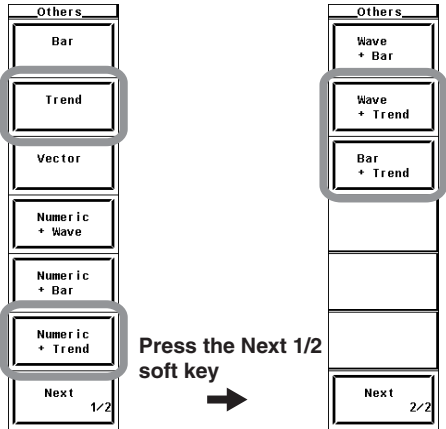 Others
Bar
Trend
Vector
Numeric
+ Wave
Numeric
+ Bar
Numeric
+ Trend
Next
1/2
Press the Next 1/2
soft key
Others
Wave
+ Bar
Wave
+ Trend
Bar
+ Trend
Next
2/2